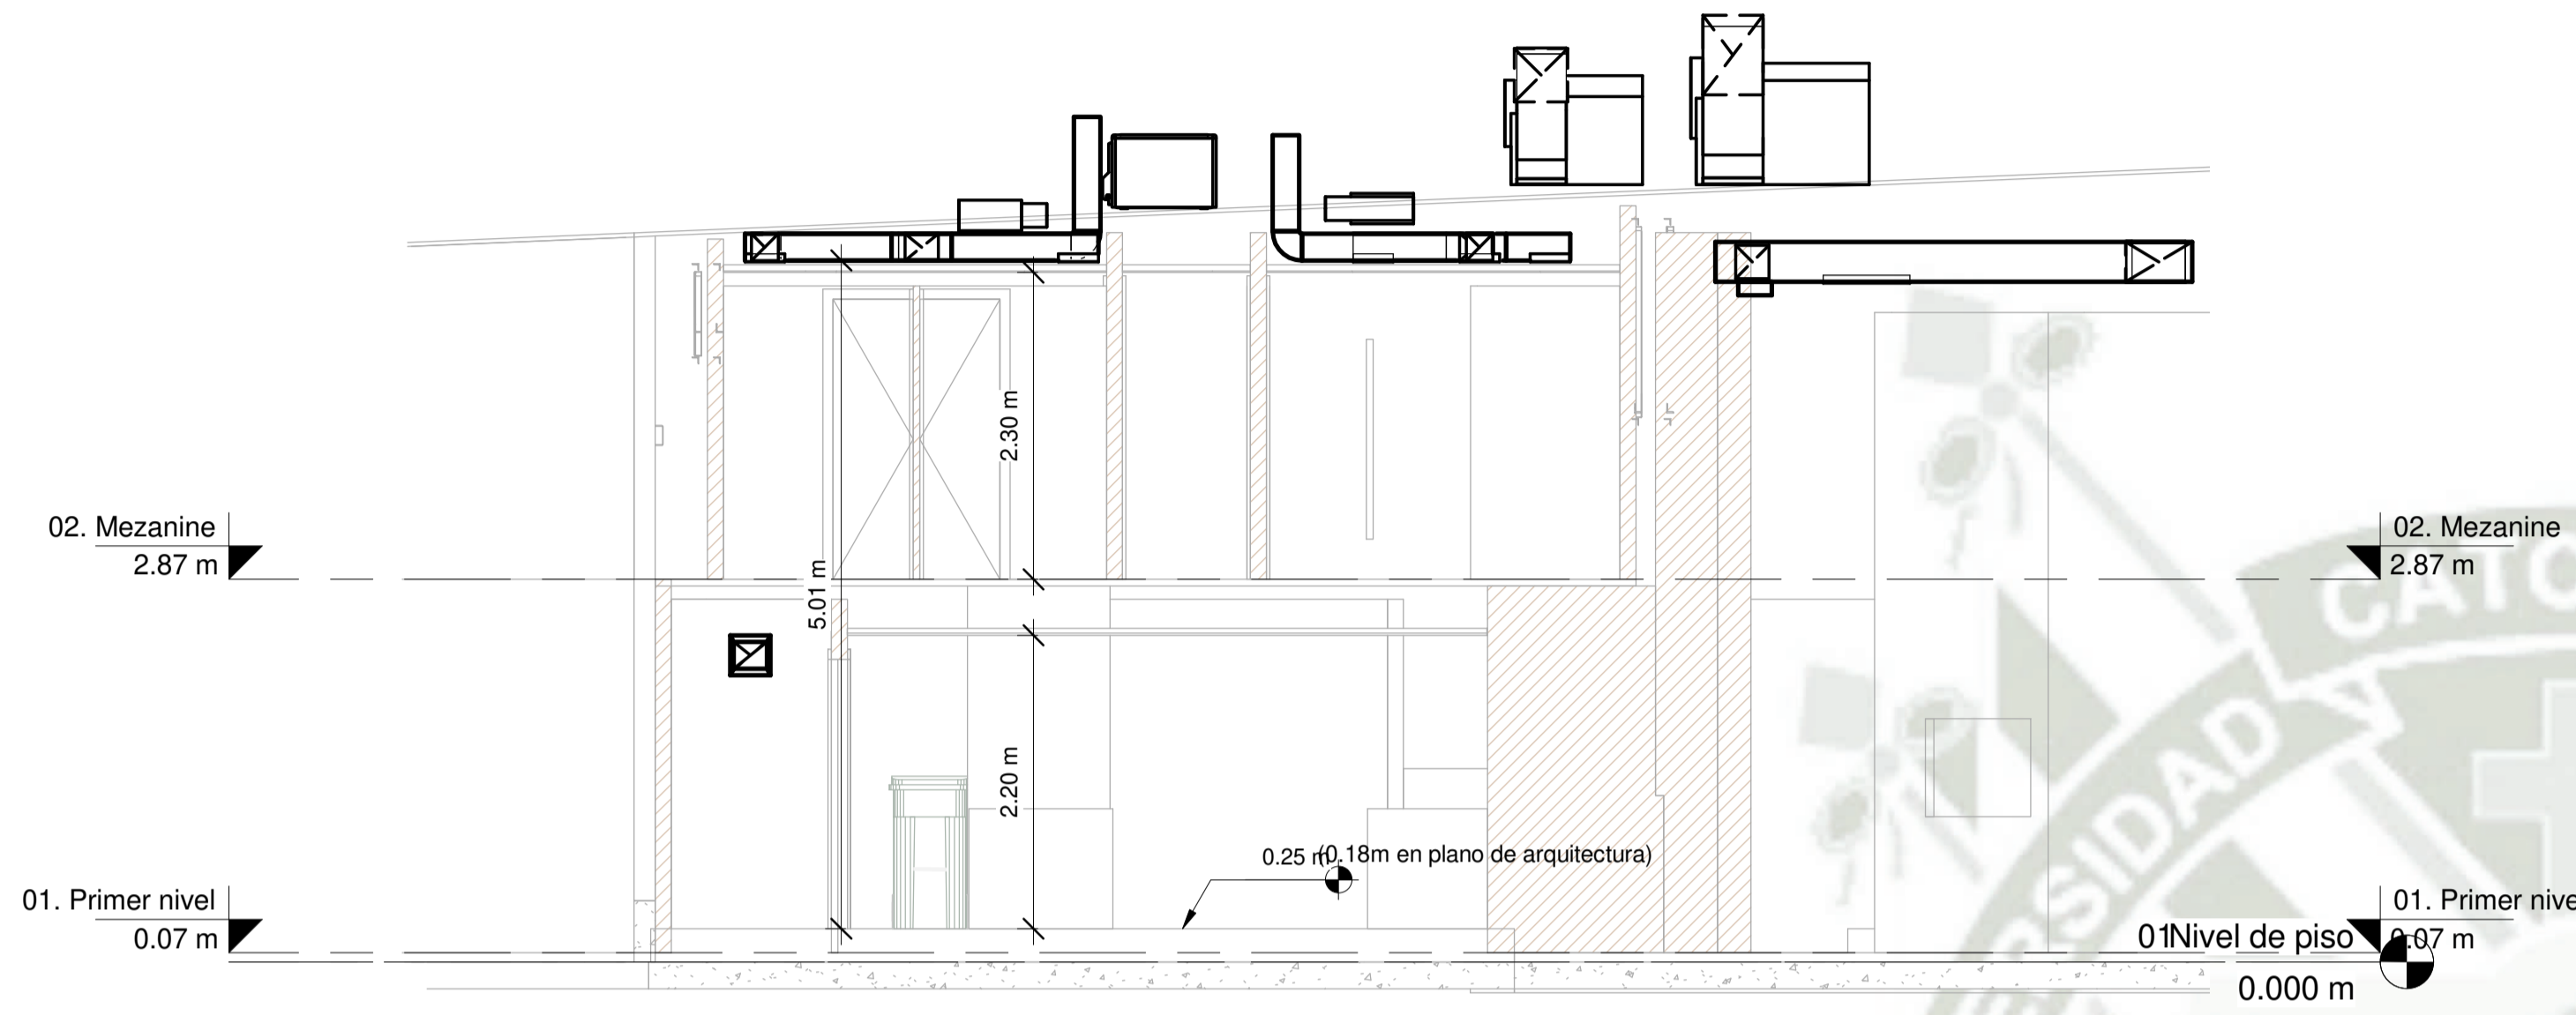 2.30 m
02. Mezanine
2.87 m
02. Mezanine
2.87 m
5.01 m
2.20 m
0.25 m
(0.18m en plano de arquitectura)
01. Primer nivel
0.07 m
01. Primer nive
0.07 m
01Nivel de piso
0.000 m
CATO
RSIDAD